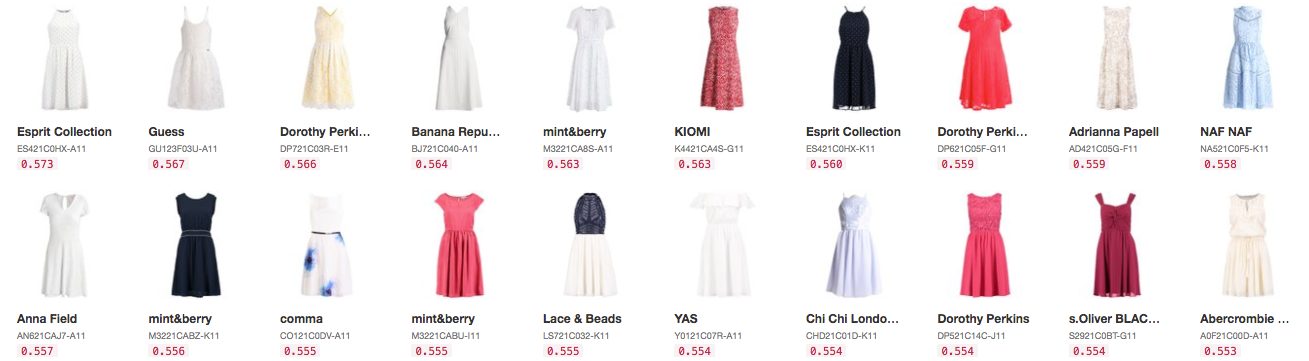 Esprit Collection Guess Dorothy Perki... Banana Repu... mint&berry KIOMI Esprit Collection Dorothy Perki... Adrianna Papell NAF NAF
ES421C0HX-A11 GU123F03U-A11 DP721C03R-E11 BJ721C040-A11 M3221CA8S-A11 K4421CA4S-G11 ES421C0HX-K11 DP621C05F-G11 AD421C05G-F11 NA521C0F5-K11
0.573 0.567 0.566 0.564 0.563 0.563 0.560 0.559 0.559 0.558
Anna Field mint&berry comma mint&berry Lace & Beads YAS Chi Chi Londo... Dorothy Perkins s.Oliver BLAC... Abercrombie ...
AN621CAJ7-A11 M3221CABZ-K11 CO121C0DV-A11 M3221CABU-I11 LS721C032-K11 Y0121C07R-A11 CHD21C01D-K11 DP521C14C-J11 S2921C0BT-G11 A0F21C00D-A11
0.557 0.556 0.555 0.555 0.555 0.554 0.554 0.554 0.554 0.553